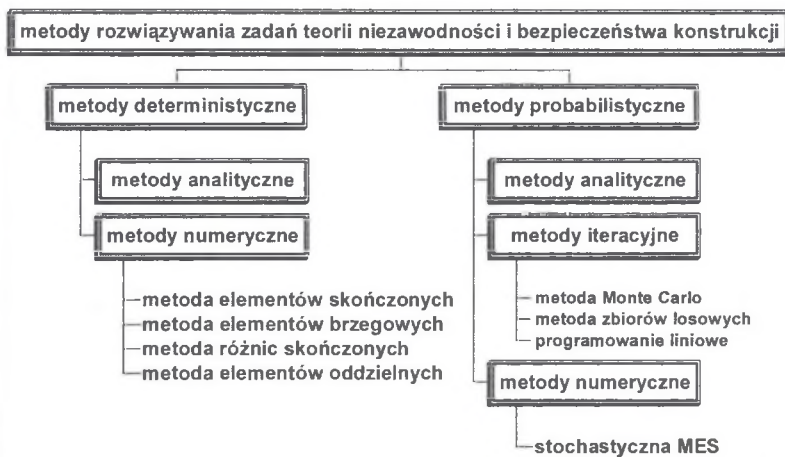 metody rozwiązywania zadań teorii niezawodności i bezpieczeństwa konstrukcji
metody deterministyczne
metody analityczne
metody numeryczne
metoda elementów skończonych
metoda elementów brzegowych
metoda różnic skończonych
metoda elementów oddzielnych
metody probabilistyczne
metody analityczne
metody iteracyjne
metoda Monte Carlo
metoda zbiorów losowych
programowanie liniowe
metody numeryczne
stochastyczna MES